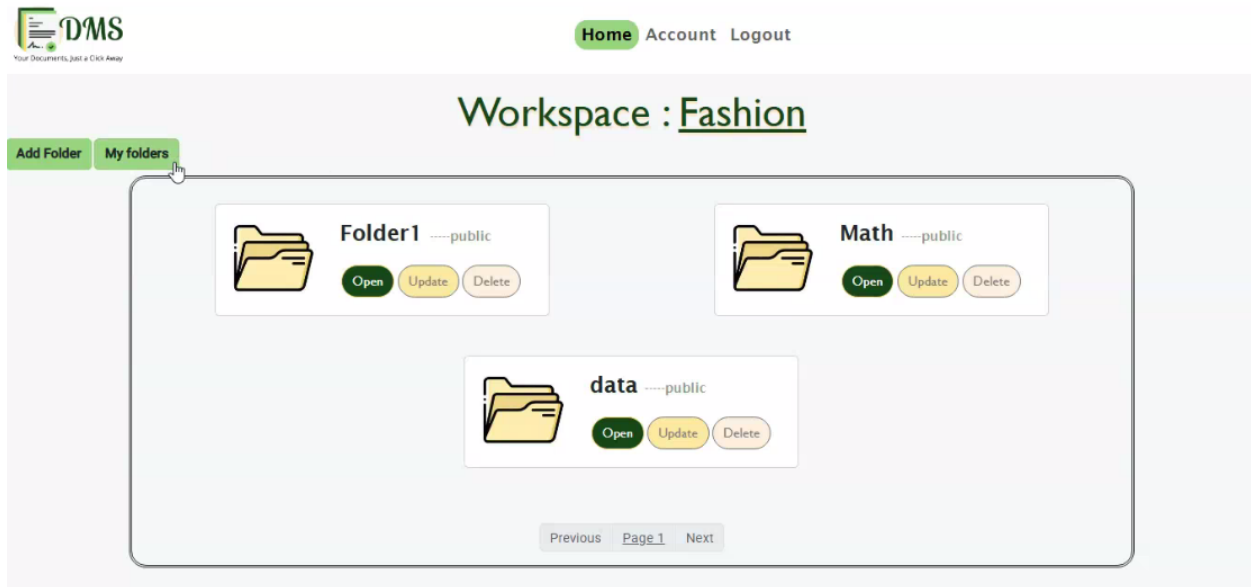 DMS
Your Documents, Just a Click Away
Home Account Logout
Workspace : Fashion
Add Folder My folders
Folder1 -----public
Open Update Delete
Math -----public
Open Update Delete
data -----public
Open Update Delete
Previous Page 1 Next